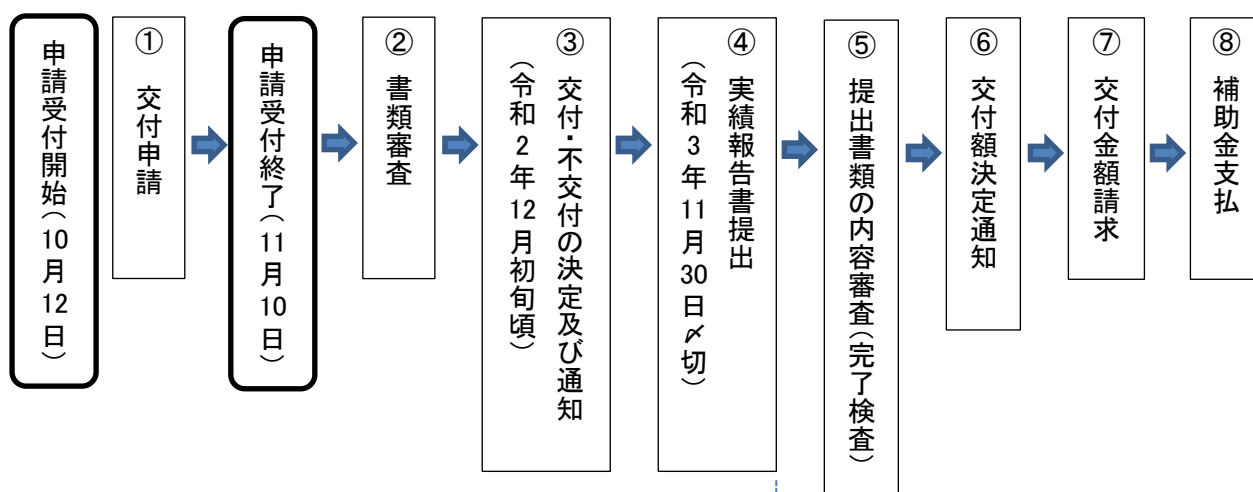 申請受付開始（10月12日）
① 交付申請
申請受付終了（11月10日）
② 書類審査
③ 交付・不交付の決定及び通知
（令和２年12月初旬頃）
④ 実績報告書提出
（令和３年11月30日〆切）
⑤ 提出書類の内容審査（完了検査）
⑥ 交付額決定通知
⑦ 交付金額請求
⑧ 補助金支払